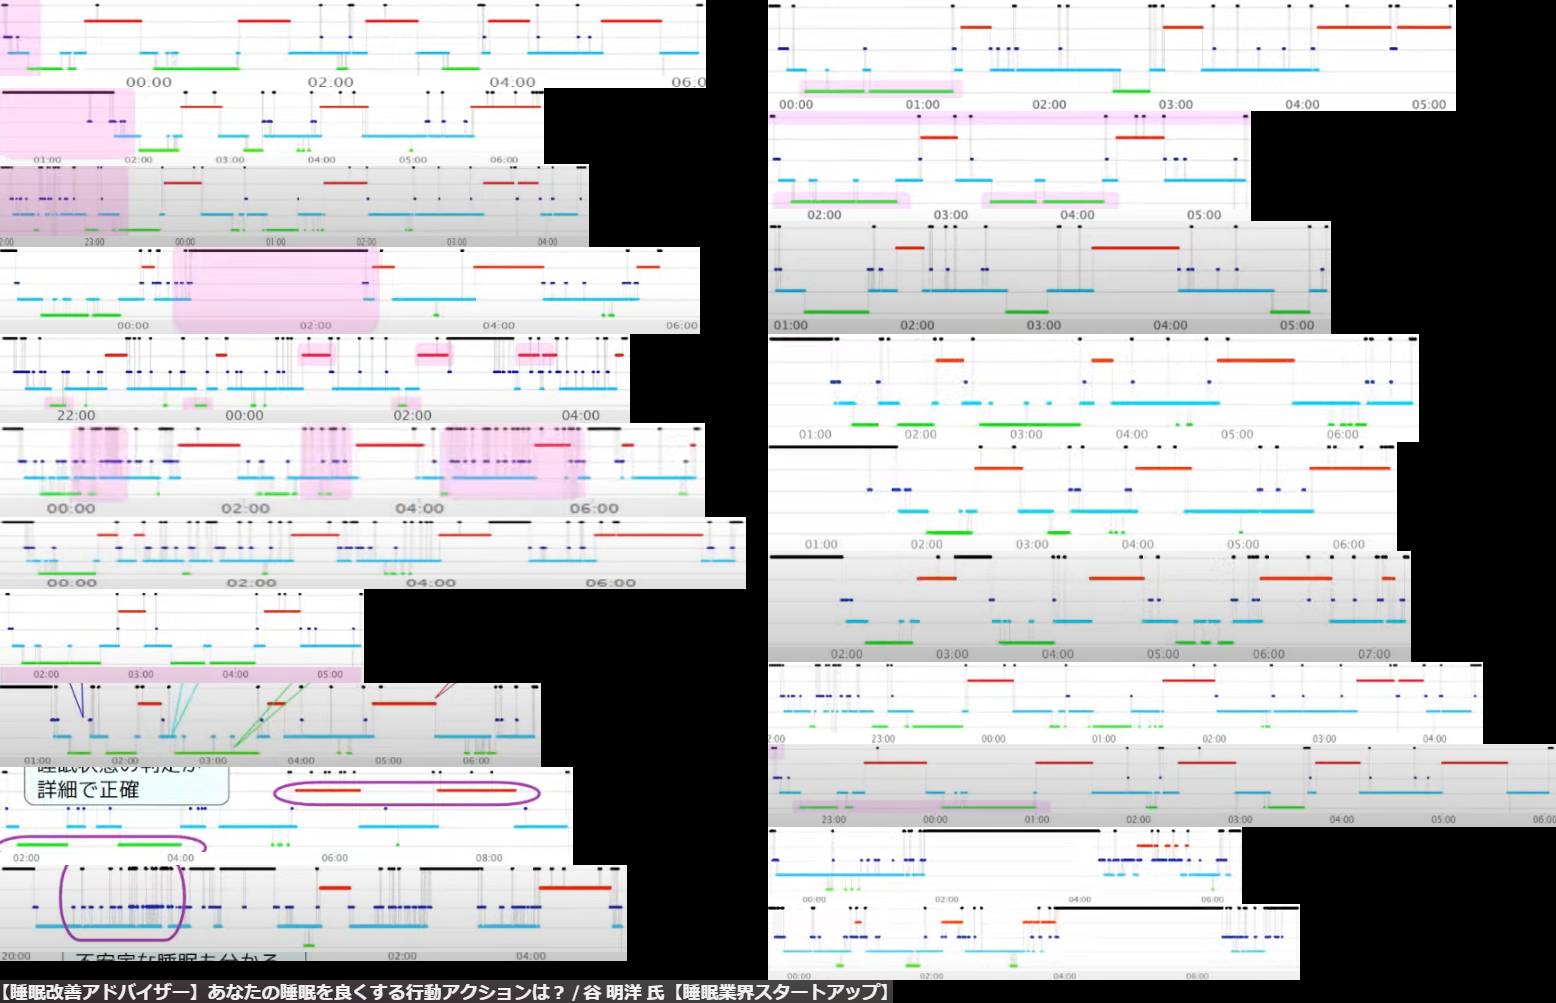 00:00 02:00 04:00 06:0
01:00 02:00 03:00 04:00 05:00 06:00
2:00 23:00 00:00 01:00 02:00 03:00 04:00
00:00 02:00 04:00 06:00
22:00 00:00 02:00 04:00
00:00 02:00 04:00 06:00
00:00 02:00 04:00 06:00
02:00 03:00 04:00 05:00
01:00 02:00 03:00 04:00 05:00 06:00
詳細で正確
02:00 04:00 06:00 08:00
20:00 02:00 04:00
不安定な睡眠も分かる
00:00 01:00 02:00 03:00 04:00 05:00
02:00 03:00 04:00 05:00
01:00 02:00 03:00 04:00 05:00
01:00 02:00 03:00 04:00 05:00 06:00
01:00 02:00 03:00 04:00 05:00 06:00
02:00 03:00 04:00 05:00 06:00 07:00
2:00 23:00 00:00 01:00 02:00 03:00 04:00
23:00 00:00 01:00 02:00 03:00 04:00 05:00 06:00
00:00 02:00 04:00 06:00
00:00 02:00 04:00 06:00
【睡眠改善アドバイザー】あなたの睡眠を良くする行動アクションは？ / 谷 明洋 氏【睡眠業界スタートアップ】